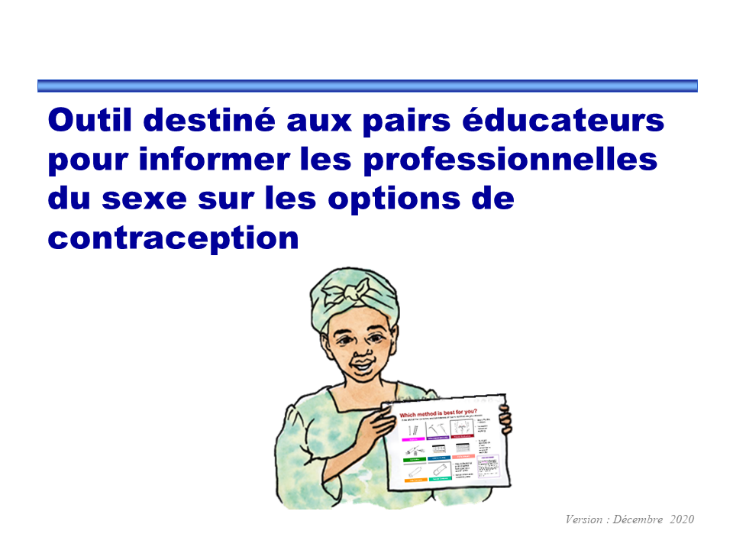 Outil destiné aux pairs éducateurs
pour informer les professionnelles
du sexe sur les options de
contraception
Which method is best for you?
Version : Décembre 2020